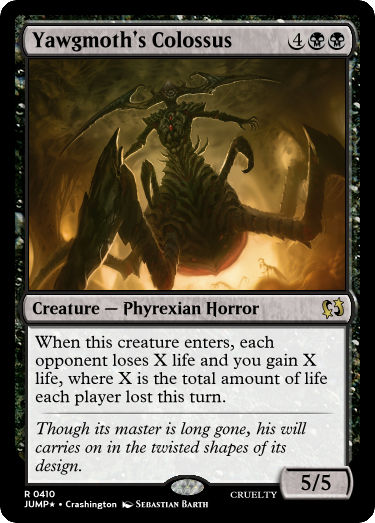 Yawgmoth's Colossus 4
Creature — Phyrexian Horror
When this creature enters, each
opponent loses X life and you gain X
life, where X is the total amount of life
each player lost this turn.
Though its master is long gone, his will
carries on in the twisted shapes of its
design.
5/5
R 0410
JUMP★ • Crashington Sebastian Barth
CRUELTY